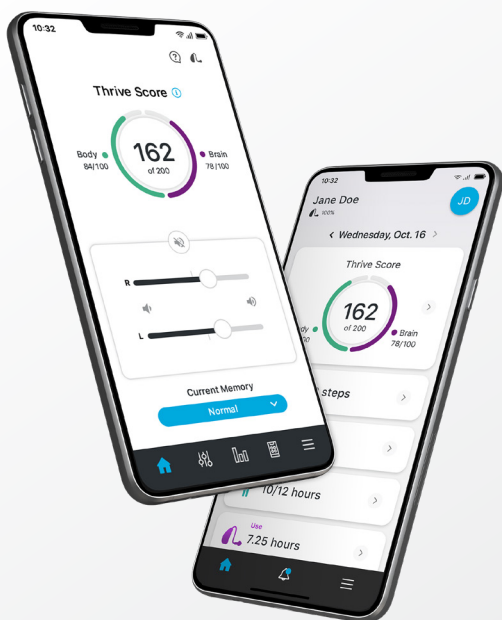 10:32
Thrive Score
Body
84/100
162
of 200
Brain
78/100
R
L
Current Memory
Normal
10:32
Jane Doe
100%
JD
Wednesday, Oct. 16
Thrive Score
162
of 200
Brain
78/100
steps
10/12 hours
Use
7.25 hours